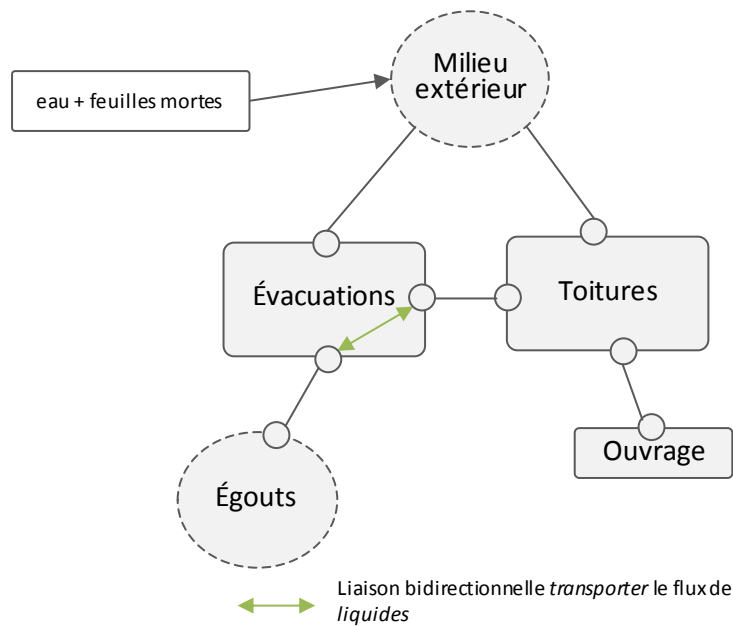 Milieu
extérieur
eau + feuilles mortes
Évacuations
Toitures
Ouvrage
Égouts
Liaison bidirectionnelle transporter le flux de
liquides